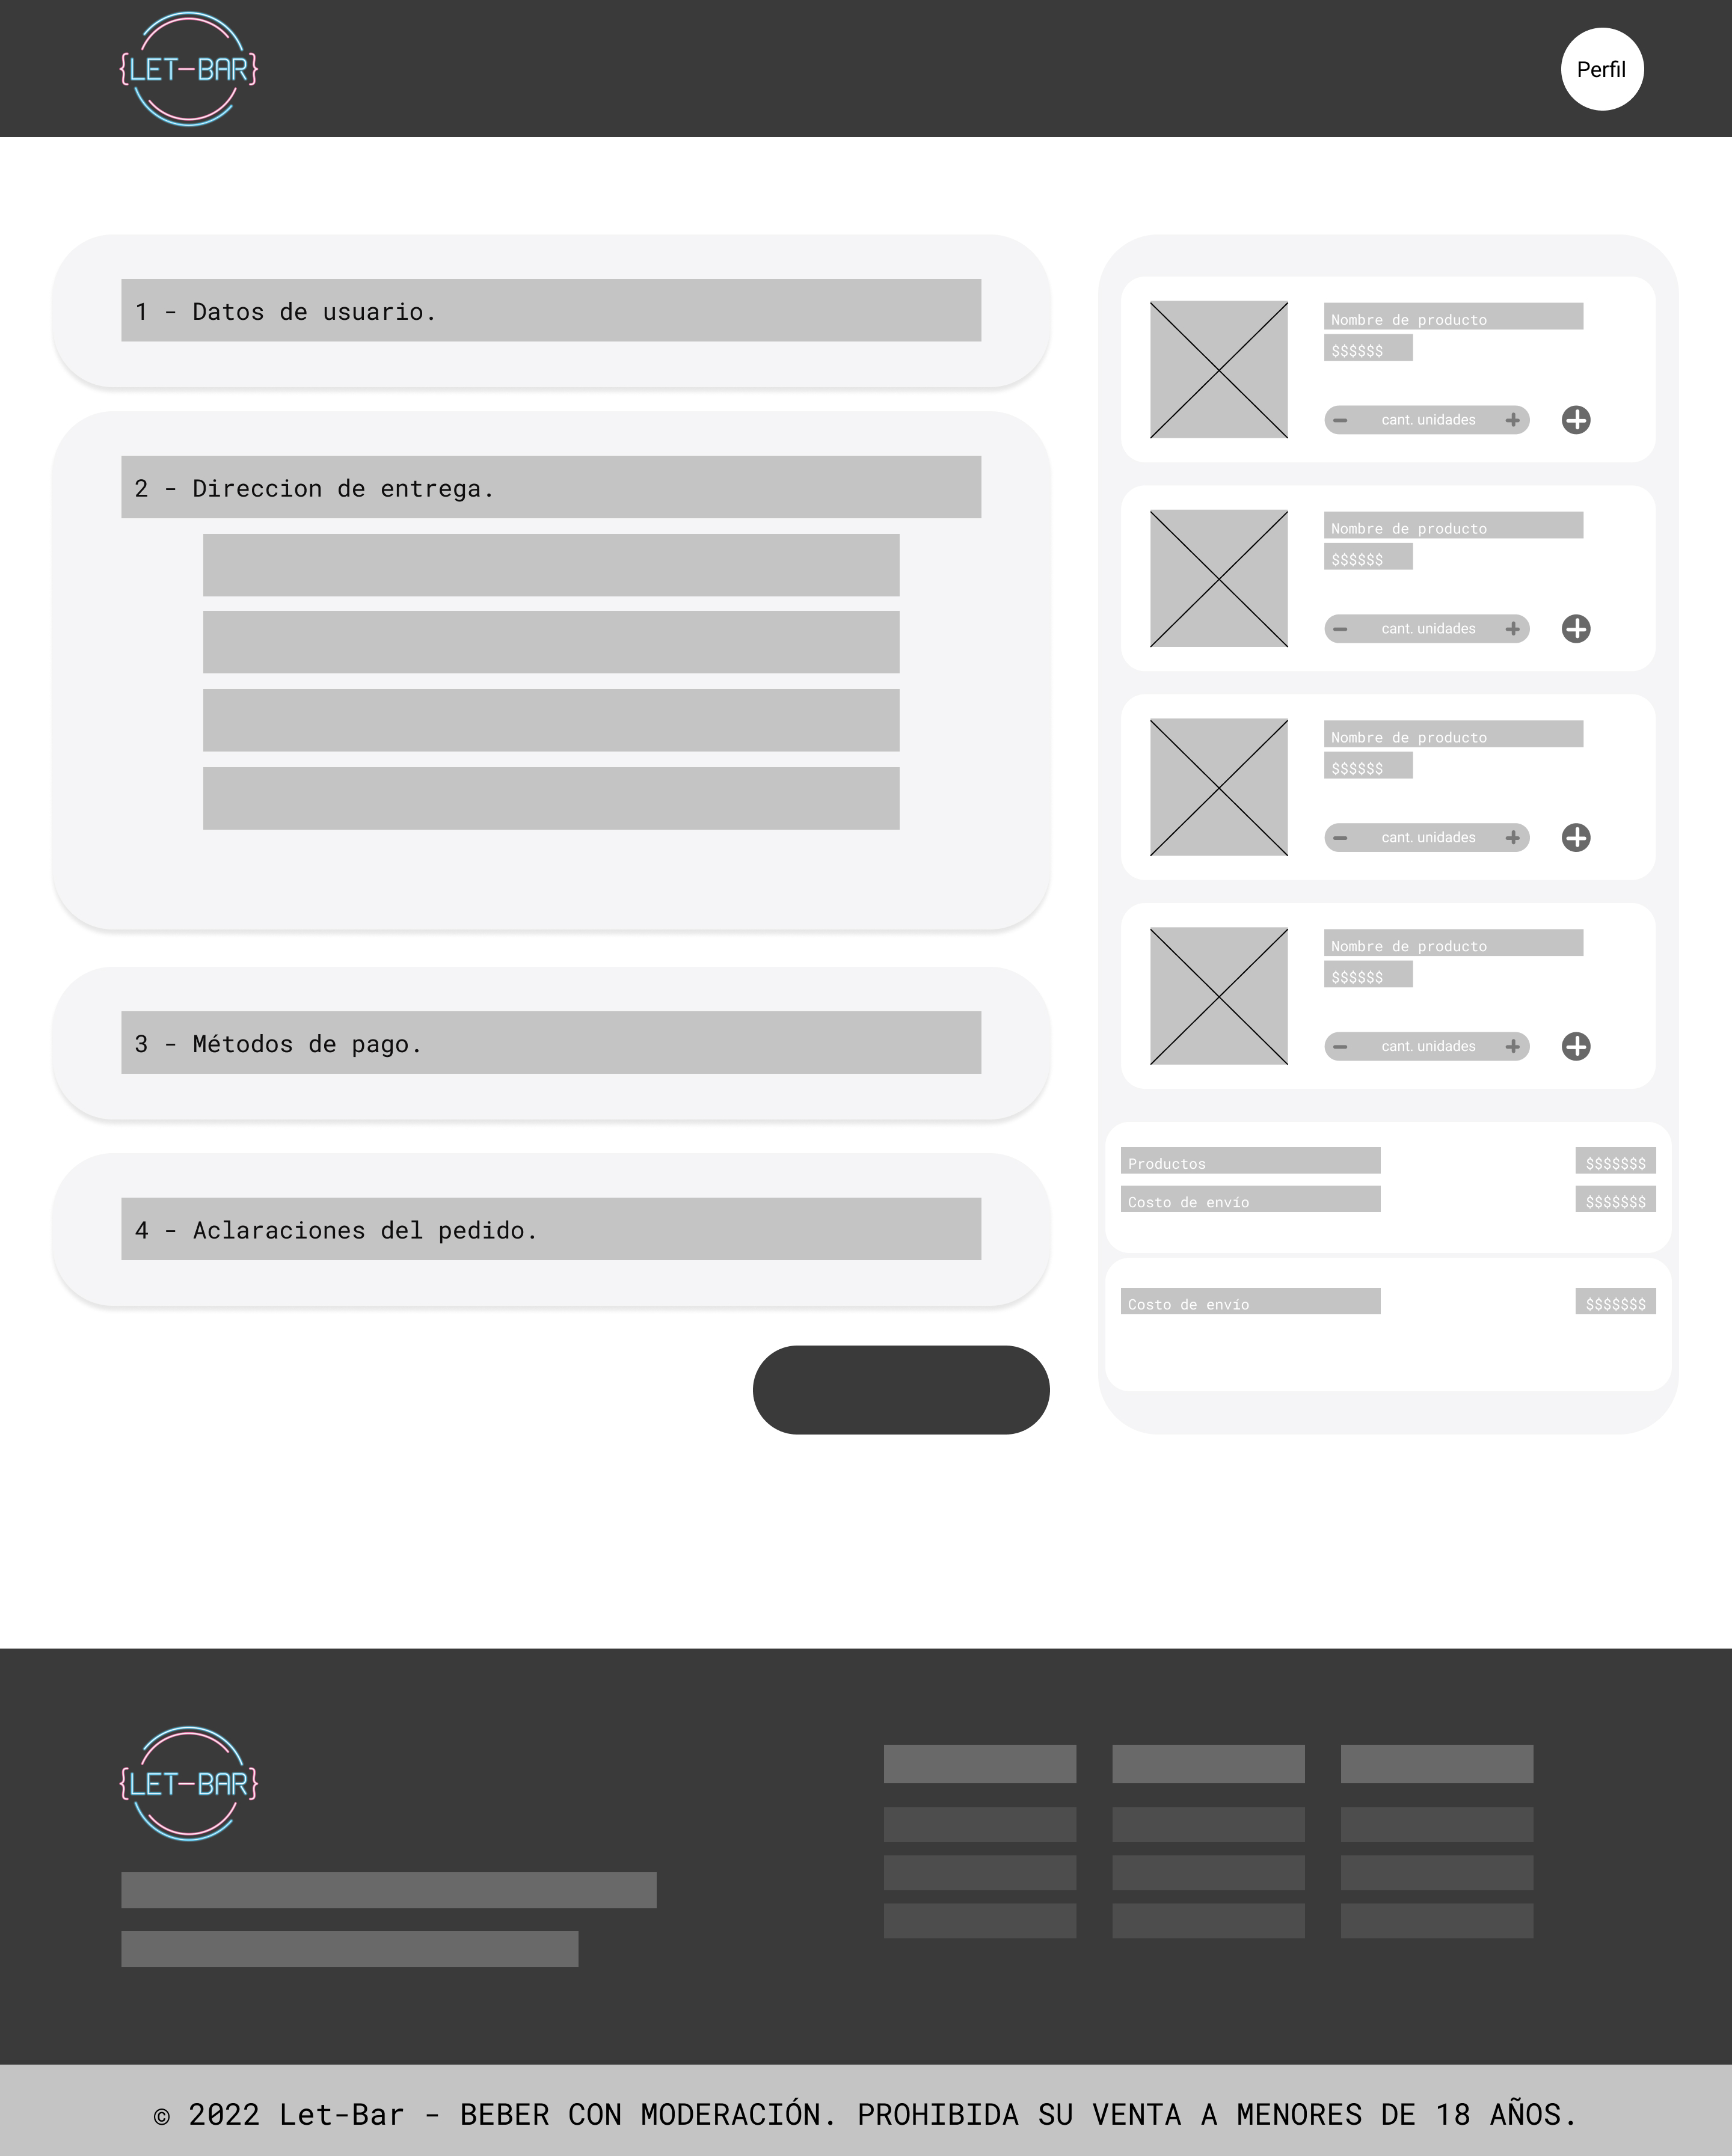 {LET-BAR}
Perfil
1 - Datos de usuario.
2 - Direccion de entrega.
3 - Métodos de pago.
4 - Aclaraciones del pedido.
Nombre de producto
$$$$$$
- cant. unidades +
+
Nombre de producto
$$$$$$
- cant. unidades +
+
Nombre de producto
$$$$$$
- cant. unidades +
+
Nombre de producto
$$$$$$
- cant. unidades +
+
Productos $$$$$$$
Costo de envío $$$$$$$
Costo de envío $$$$$$$
{LET-BAR}
© 2022 Let-Bar - BEBER CON MODERACIÓN. PROHIBIDA SU VENTA A MENORES DE 18 AÑOS.